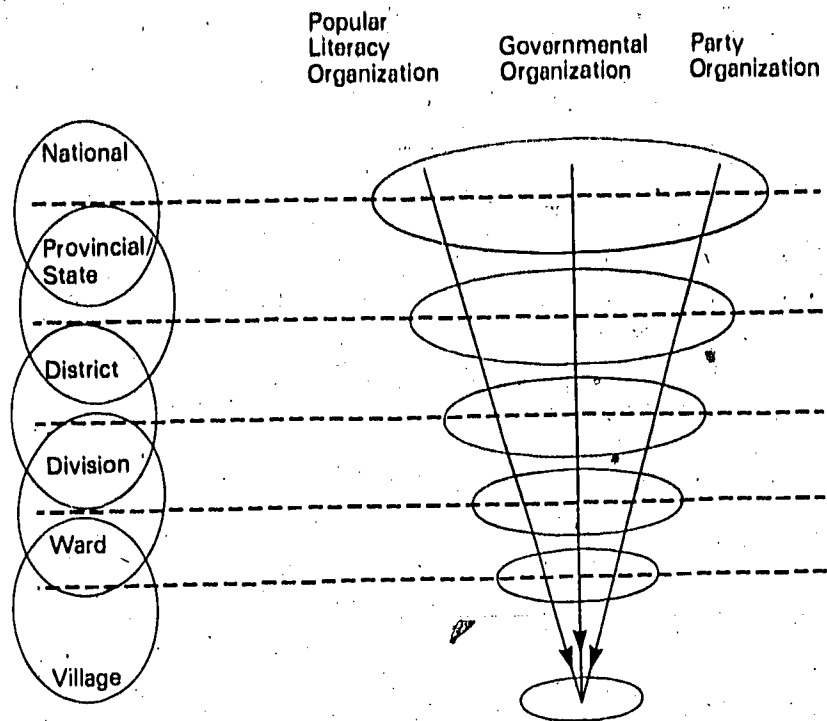 Popular
Literacy
Organization
Governmental
Organization
Party
Organization
National
Provincial/
State
District
Division
Ward
Village